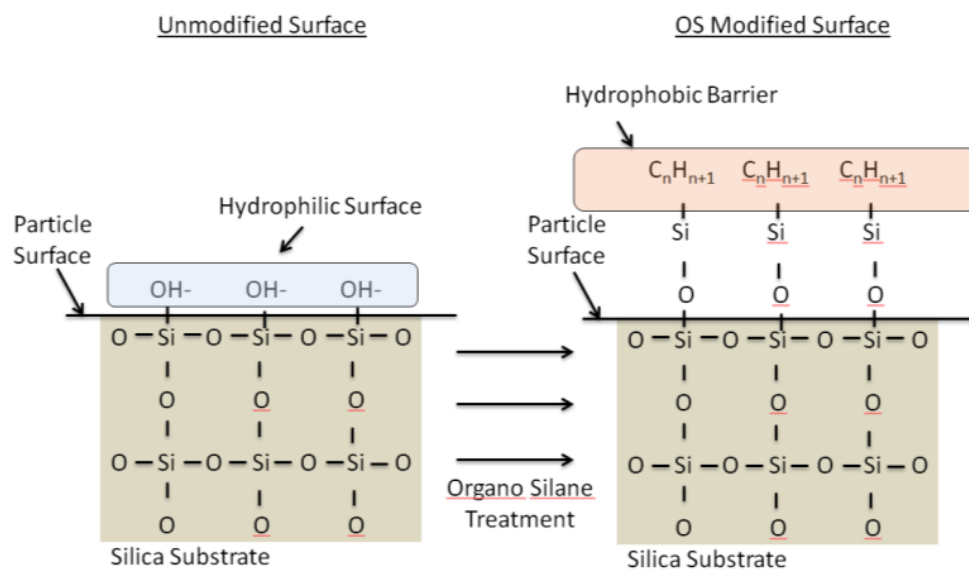 Unmodified Surface
Hydrophilic Surface
Particle
Surface
OH- OH- OH-
O – Si – O – Si – O – Si – O
O O O
O – Si – O – Si – O – Si – O
O O O
Silica Substrate
Organo Silane
Treatment
OS Modified Surface
Hydrophobic Barrier
CnHn+1 CnHn+1 CnHn+1
Particle
Surface
Si Si Si
O O O
O – Si – O – Si – O – Si – O
O O O
O – Si – O – Si – O – Si – O
O O O
Silica Substrate